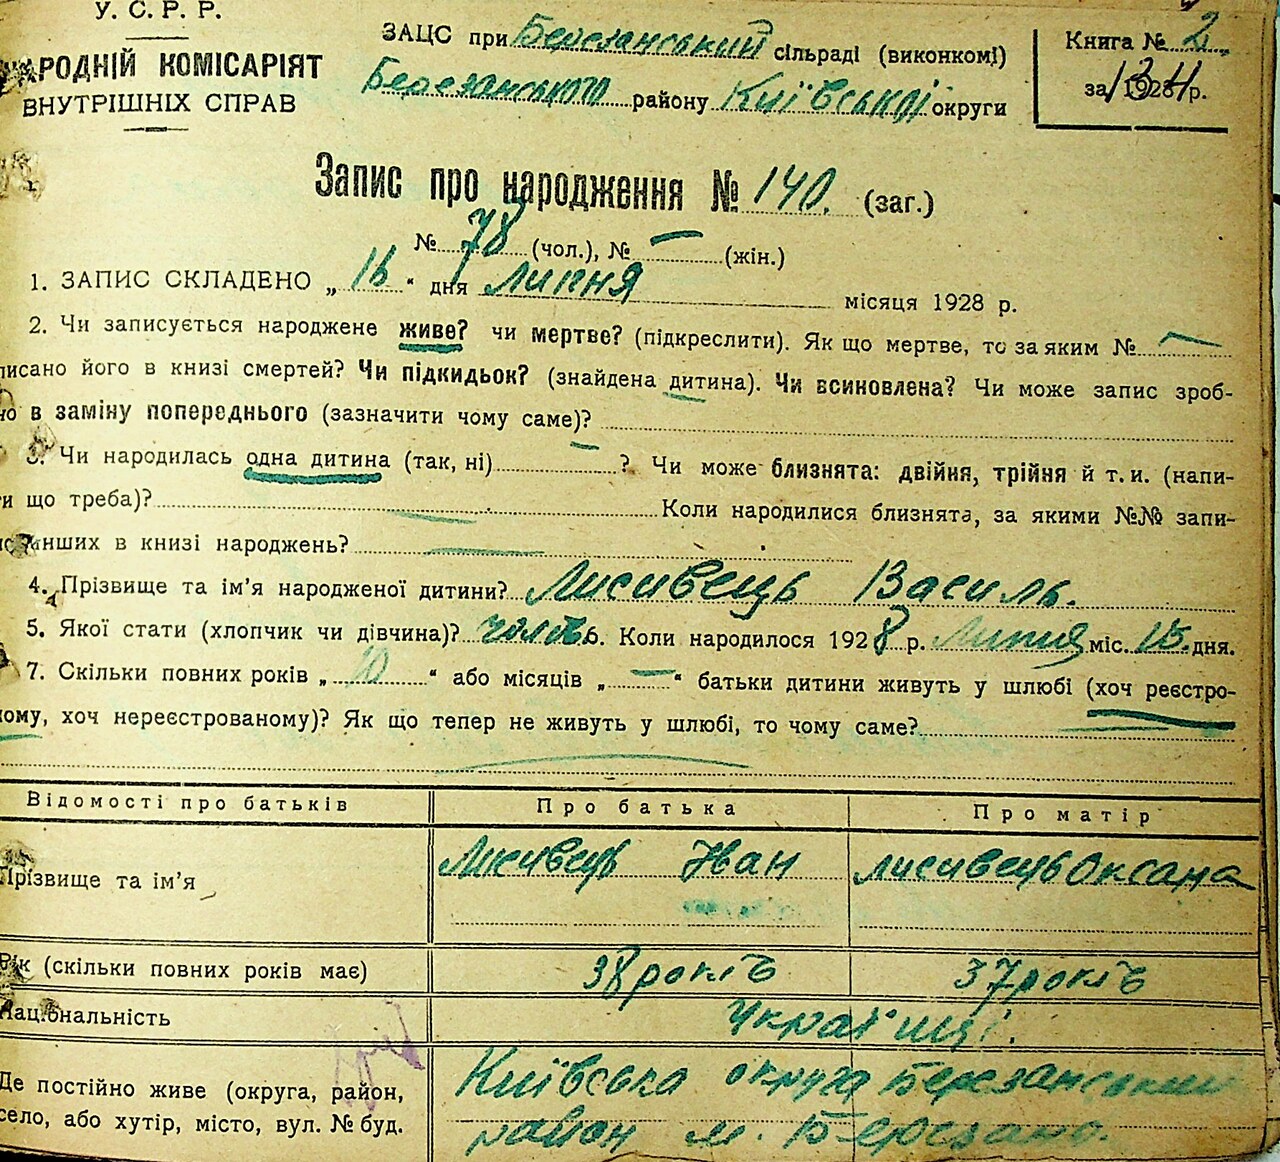 У. С. Р. Р.
РОДНІЙ КОМІСАРІЯТ
ВНУТРІШНІХ СПРАВ
ЗАЦС при Березанський сільраді (виконкомі)
Березанського району Київської округи
Книга № 2
за 1928 р.
Запис про народження № 140. (заг.)
№ 78 (чол.), № — (жін.)
1. ЗАПИС СКЛАДЕНО „ 16 “ дня липня місяця 1928 р.
2. Чи записується народжене живе? чи мертве? (підкреслити). Як що мертве, то за яким № —
писано його в книзі смертей? Чи підкидьок? (знайдена дитина). Чи всиновлена? Чи може запис зроб-
но в заміну попереднього (зазначити чому саме)? —
3. Чи народилась одна дитина (так, ні) ? Чи може близнята: двійня, трійня й т. и. (напи-
и що треба)? — Коли народилися близнята, за якими №№ запи-
инших в книзі народжень? —
4. Прізвище та ім’я народженої дитини? Лисивець Василь.
5. Якої статі (хлопчик чи дівчина)? 6. Коли народилося 1928 р. Липня міс. 15 дня.
7. Скільки повних років „ 10 “ або місяців „ — “ батьки дитини живуть у шлюбі (хоч реєстро-
ому, хоч нереєстрованому)? Як що тепер не живуть у шлюбі, то чому саме?
Відомості про батьків Про батька Про матір
Прізвище та ім’я Лисивець Иван лисивець Оксана
Рік (скільки повних років має) 38 років 37 років
Національність Українці.
Де постійно живе (округа, район, Київська округа Березанський
село, або хутір, місто, вул. № буд. район м. Березань.